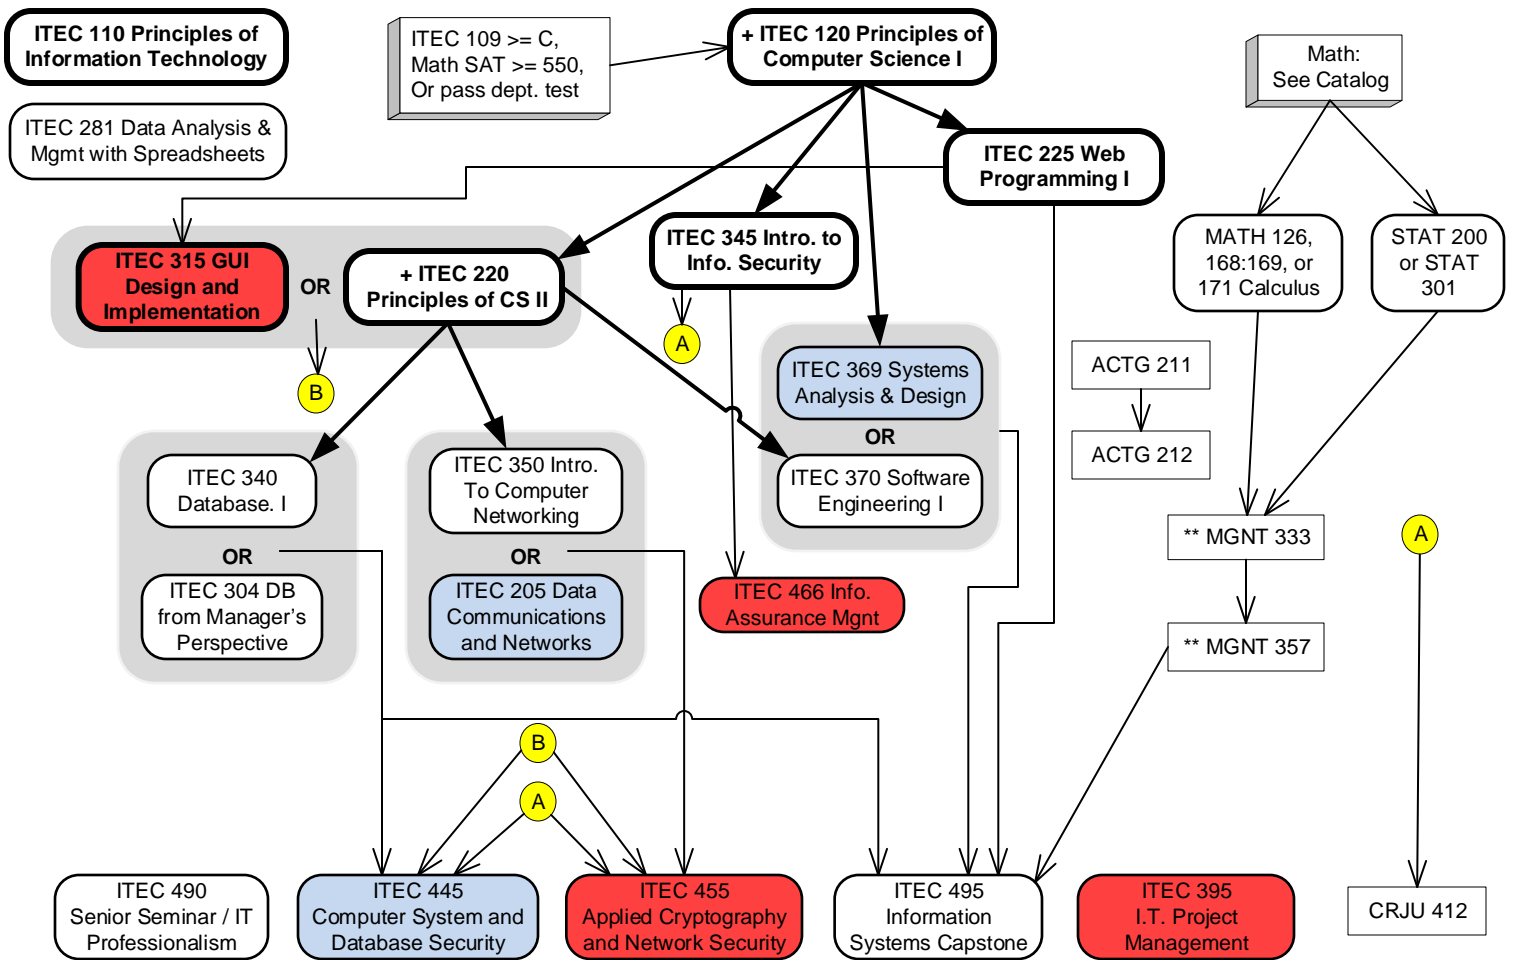 ITEC 110 Principles of
Information Technology
ITEC 109 >= C,
Math SAT >= 550,
Or pass dept. test
+ ITEC 120 Principles of
Computer Science I
Math:
See Catalog
ITEC 281 Data Analysis &
Mgmt with Spreadsheets
ITEC 225 Web
Programming I
ITEC 315 GUI
Design and
Implementation
OR
+ ITEC 220
Principles of CS II
ITEC 345 Intro. to
Info. Security
MATH 126,
168:169, or
171 Calculus
STAT 200
or STAT
301
A
B
ITEC 369 Systems
Analysis & Design
OR
ITEC 370 Software
Engineering I
ACTG 211
ACTG 212
ITEC 340
Database. I
OR
ITEC 304 DB
from Manager's
Perspective
ITEC 350 Intro.
To Computer
Networking
OR
ITEC 205 Data
Communications
and Networks
ITEC 466 Info.
Assurance Mgnt
** MGNT 333
A
** MGNT 357
B
A
ITEC 490
Senior Seminar / IT
Professionalism
ITEC 445
Computer System and
Database Security
ITEC 455
Applied Cryptography
and Network Security
ITEC 495
Information
Systems Capstone
ITEC 395
I.T. Project
Management
CRJU 412